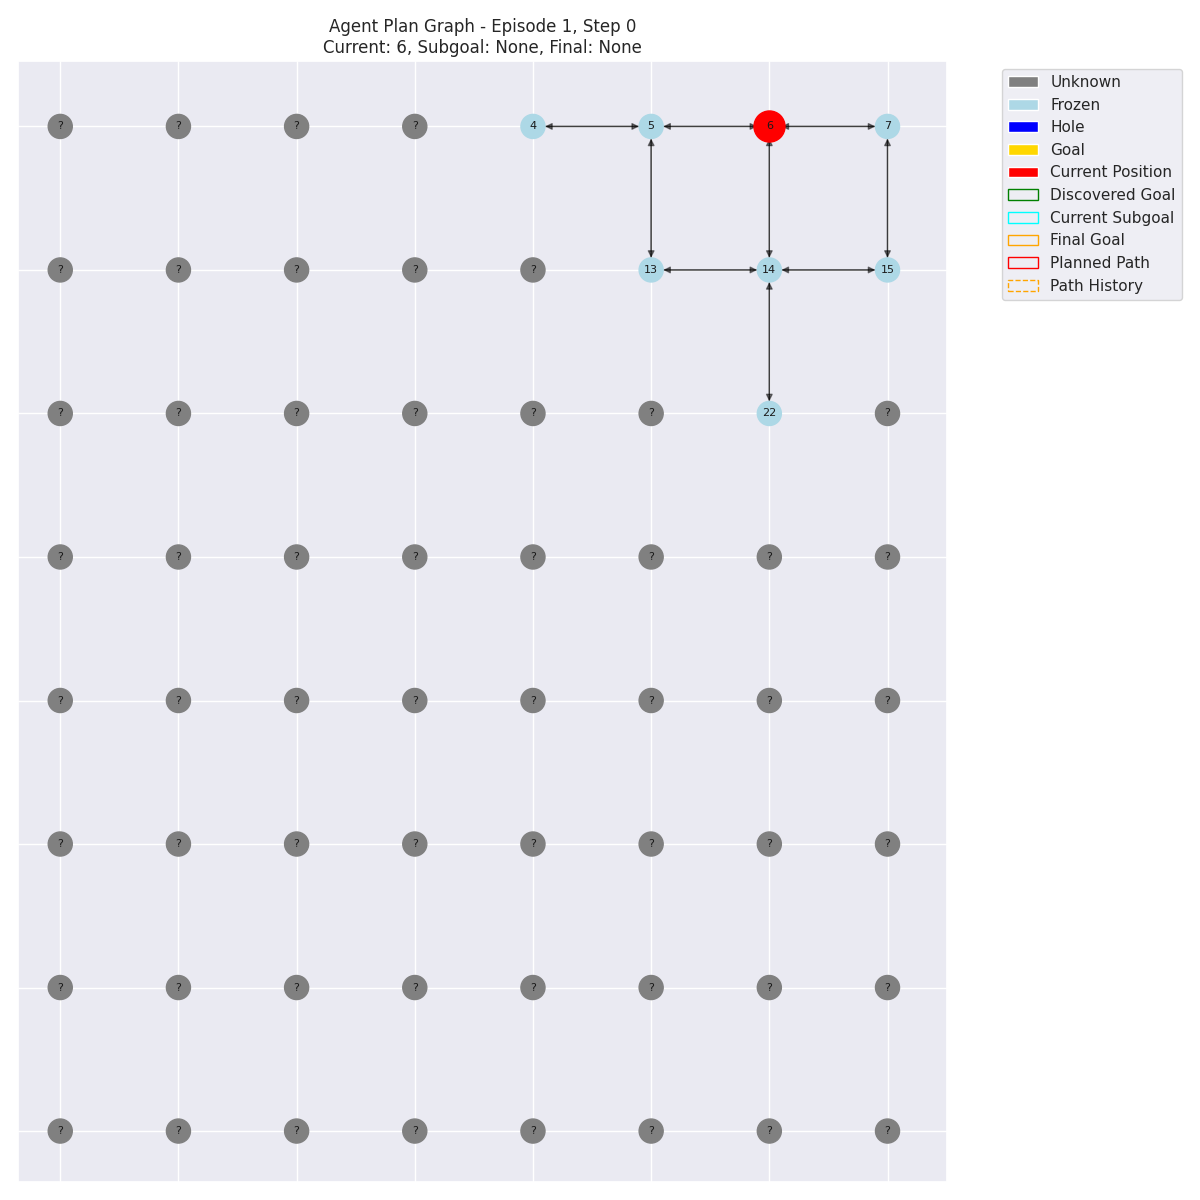 Agent Plan Graph - Episode 1, Step 0
Current: 6, Subgoal: None, Final: None
? ? ? ? 4 5 6 7
? ? ? ? ? 13 14 15
? ? ? ? ? ? 22 ?
? ? ? ? ? ? ? ?
? ? ? ? ? ? ? ?
? ? ? ? ? ? ? ?
? ? ? ? ? ? ? ?
? ? ? ? ? ? ? ?
Unknown
Frozen
Hole
Goal
Current Position
Discovered Goal
Current Subgoal
Final Goal
Planned Path
Path History